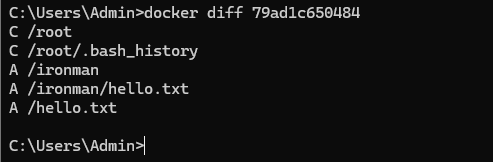 C:\Users\Admin>docker diff 79ad1c650484
C /root
C /root/.bash_history
A /ironman
A /ironman/hello.txt
A /hello.txt
C:\Users\Admin>